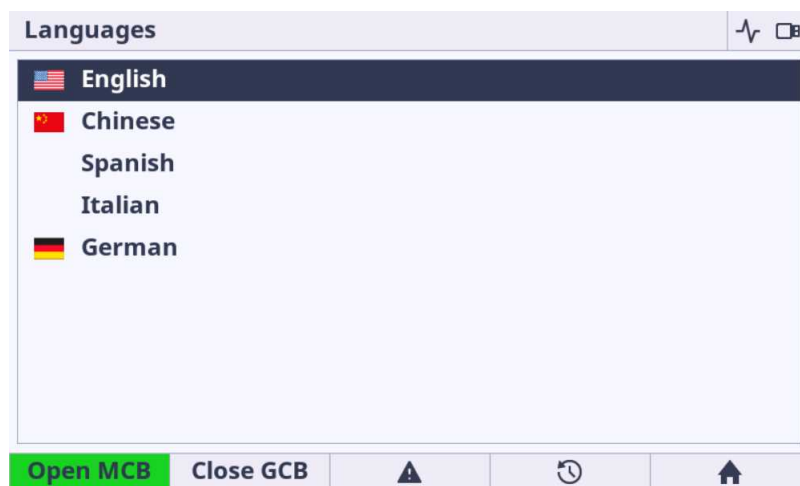 Languages
English
Chinese
Spanish
Italian
German
Open MCB Close GCB